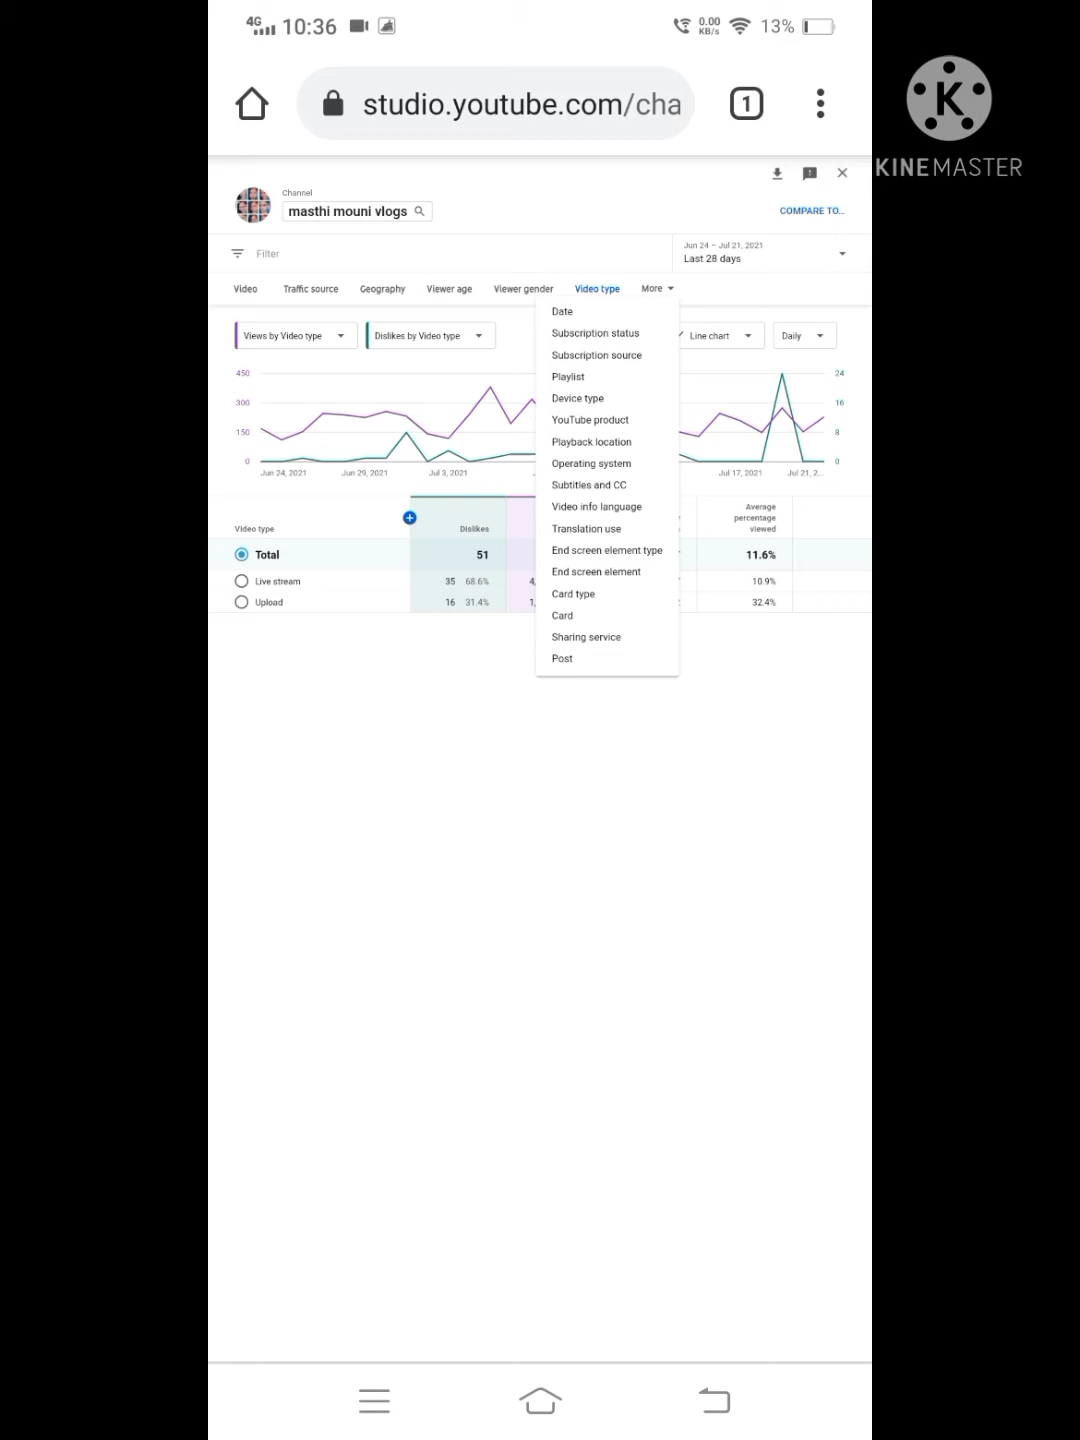 4G 10:36 0.00 KB/s 13%
studio.youtube.com/cha 1
K
KINEMASTER
Channel
masthi mouni vlogs
COMPARE TO...
Filter
Jun 24 – Jul 21, 2021
Last 28 days
Video Traffic source Geography Viewer age Viewer gender Video type More
Date
Subscription status
Subscription source
Playlist
Device type
YouTube product
Playback location
Operating system
Subtitles and CC
Video info language
Translation use
End screen element type
End screen element
Card type
Card
Sharing service
Post
Views by Video type Dislikes by Video type Line chart Daily
450 24
300 16
150 8
0 0
Jun 24, 2021 Jun 29, 2021 Jul 3, 2021 Jul 17, 2021 Jul 21, 2...
Video type Dislikes Average percentage viewed
Total 51 11.6%
Live stream 35 68.6% 4, 10.9%
Upload 16 31.4% 1, 32.4%